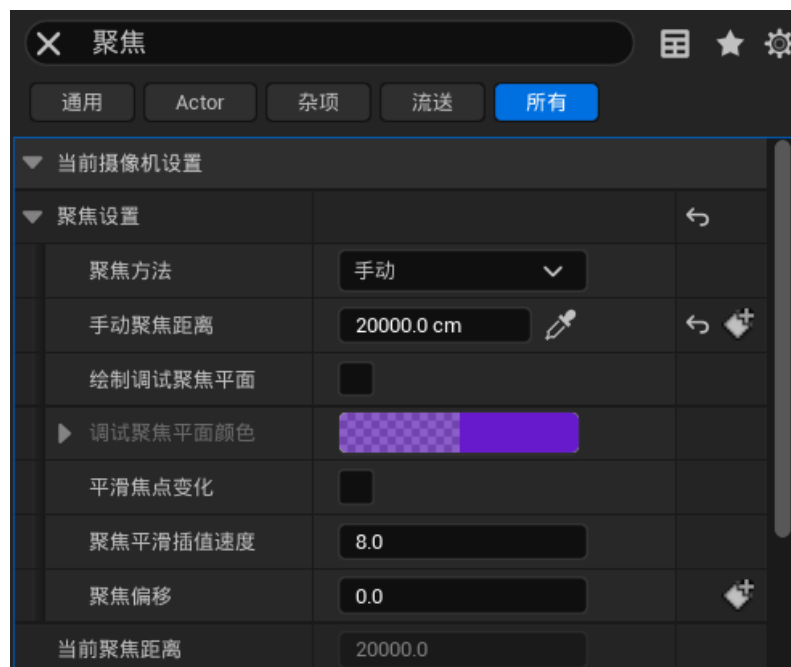 聚焦
通用 Actor 杂项 流送 所有
当前摄像机设置
聚焦设置
聚焦方法 手动
手动聚焦距离 20000.0 cm
绘制调试聚焦平面
调试聚焦平面颜色
平滑焦点变化
聚焦平滑插值速度 8.0
聚焦偏移 0.0
当前聚焦距离 20000.0